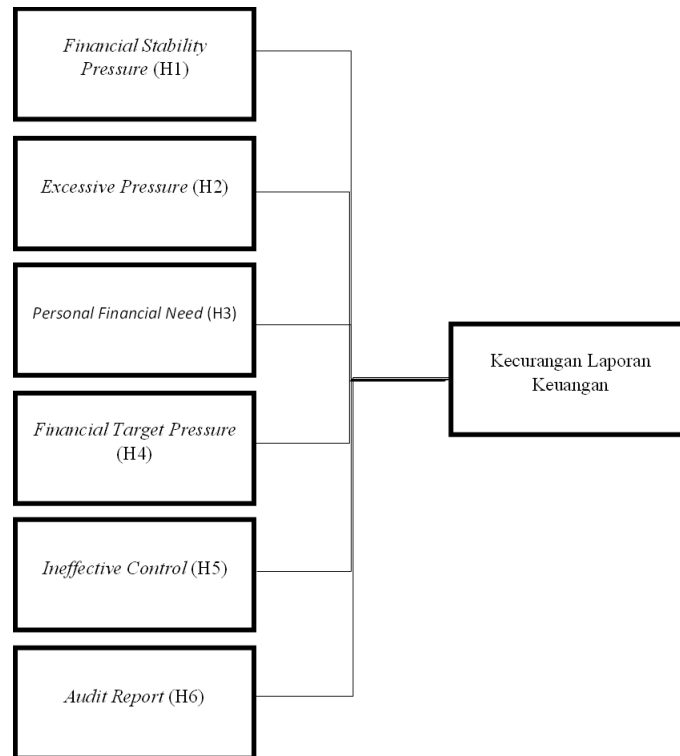 Financial Stability
Pressure (H1)
Excessive Pressure (H2)
Personal Financial Need (H3)
Kecurangan Laporan
Keuangan
Financial Target Pressure
(H4)
Ineffective Control (H5)
Audit Report (H6)